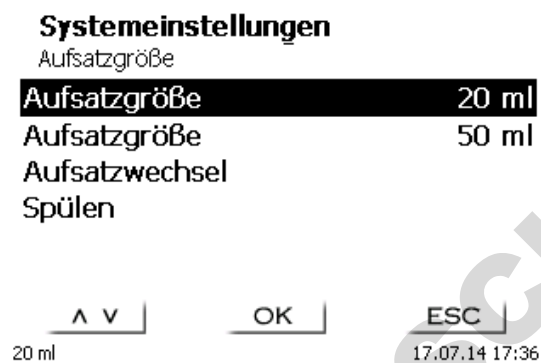 Systemeinstellungen
Aufsatzgröße
Aufsatzgröße 20 ml
Aufsatzgröße 50 ml
Aufsatzwechsel
Spülen
∧ ∨ OK ESC
20 ml 17.07.14 17:36